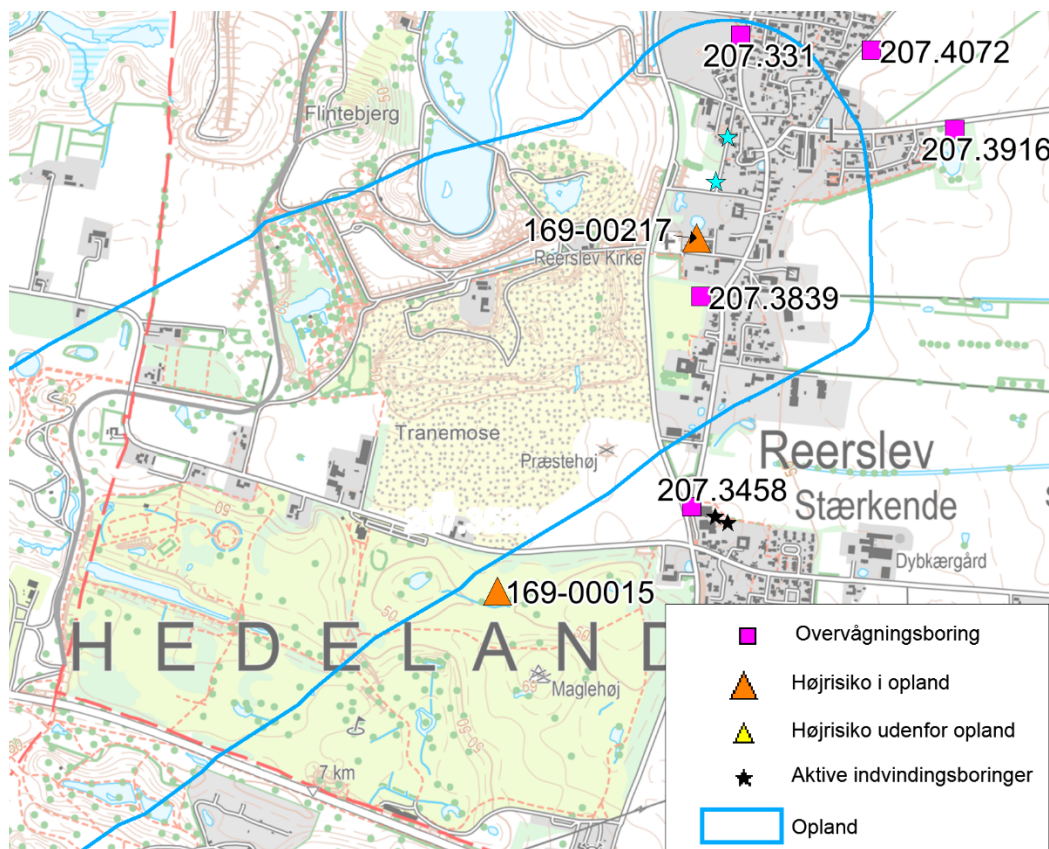 207.331
207.4072
Flintebjerg
207.3916
169-00217
Reerslev Kirke
207.3839
Tranemose
Præstehøj
Reerslev
207.3458
Stærkende
S
Dybkærgård
169-00015
HEDELAND
Maglehøj
7 km
Overvågningsboring
Højrisiko i opland
Højrisiko udenfor opland
Aktive indvindingsboringer
Opland